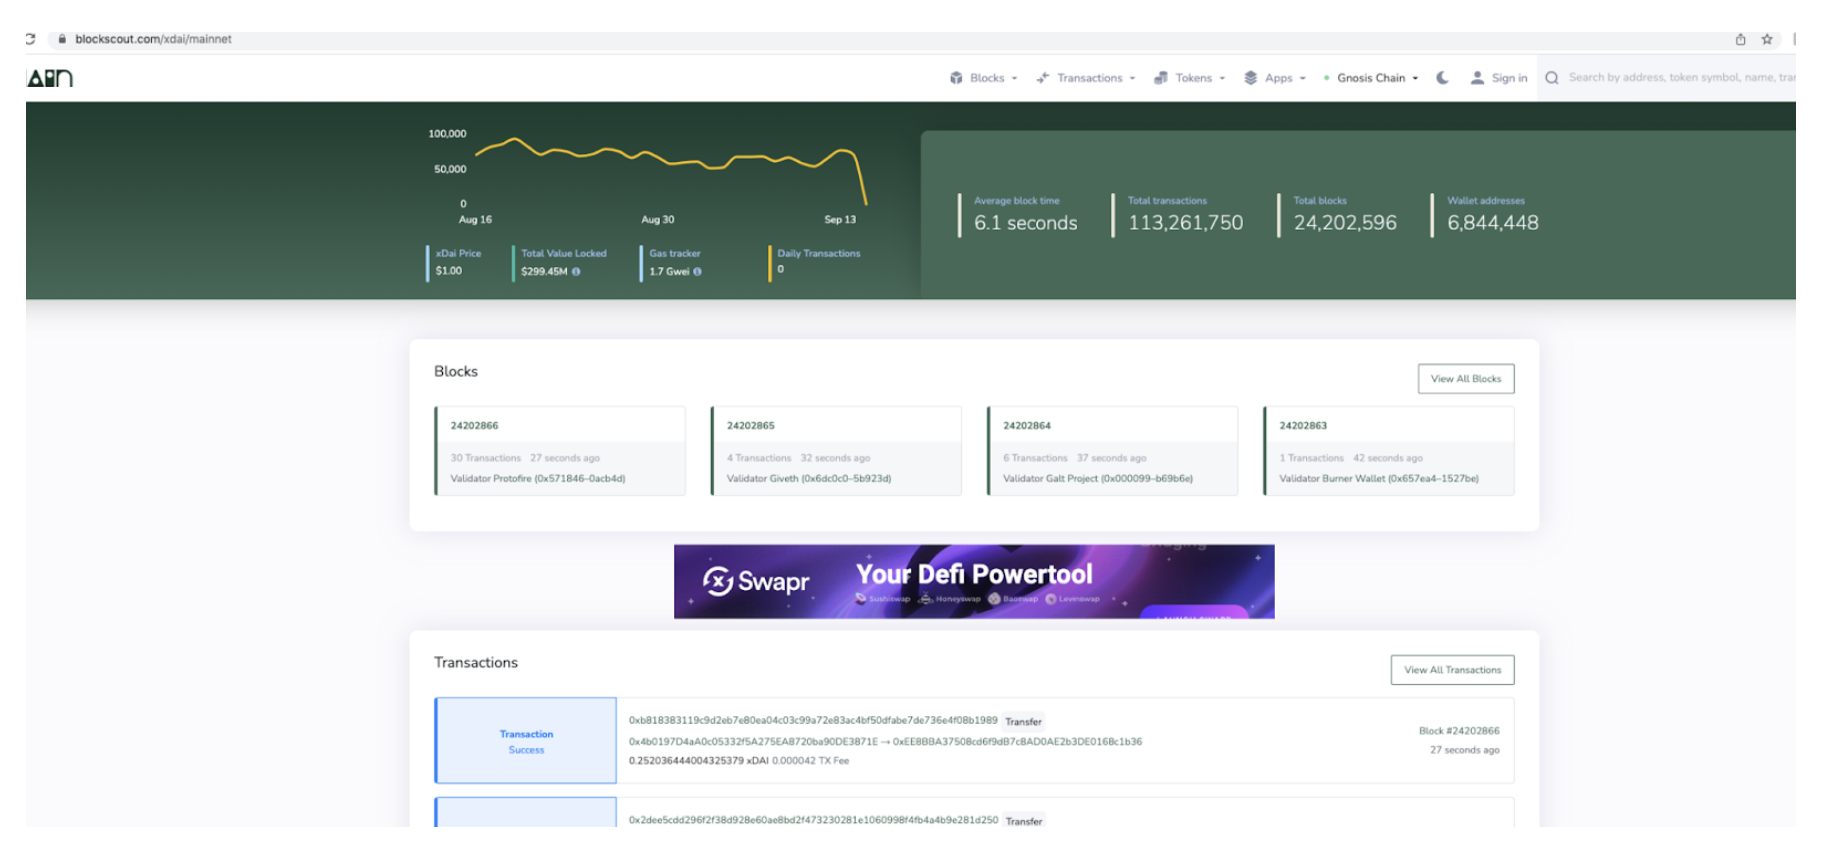 blockscout.com/xdai/mainnet
Blocks Transactions Tokens Apps Gnosis Chain Sign in Search by address, token symbol, name,
100,000
50,000
0
Aug 16 Aug 30 Sep 13
xDai Price Total Value Locked Gas tracker Daily Transactions
$1.00 $299.45M 1.7 Gwei 0
Average block time Total transactions Total blocks Wallet addresses
6.1 seconds 113,261,750 24,202,596 6,844,448
Blocks
View All Blocks
24202866
30 Transactions 27 seconds ago
Validator Protofire (0x571846-0acb4d)
24202865
4 Transactions 32 seconds ago
Validator Giveth (0x6dc0c0-5b923d)
24202864
6 Transactions 37 seconds ago
Validator Galt Project (0x000099-b69b6e)
24202863
1 Transactions 42 seconds ago
Validator Burner Wallet (0x657ea4-1527be)
Swapr
Your Defi Powertool
Sushiswap Honeyswap Baoswap Levinswap
Transactions
View All Transactions
Transaction
Success
0xb818383119c9d2eb7e80ea04c03c99a72e83ac4bf50dfabe7de736e4f08b1989 Transfer
0x4b0197D4aA0c05332f5A275EA8720ba90DE3871E → 0xEE8BBA37508cd6f9dB7c8AD0AE2b3DE0168c1b36
0.252036444004325379 xDAI 0.000042 TX Fee
Block #24202866
27 seconds ago
0x2dee5cdd296f2f38d928e60ae8bd2f473230281e1060998f4fb4a4b9e281d250 Transfer